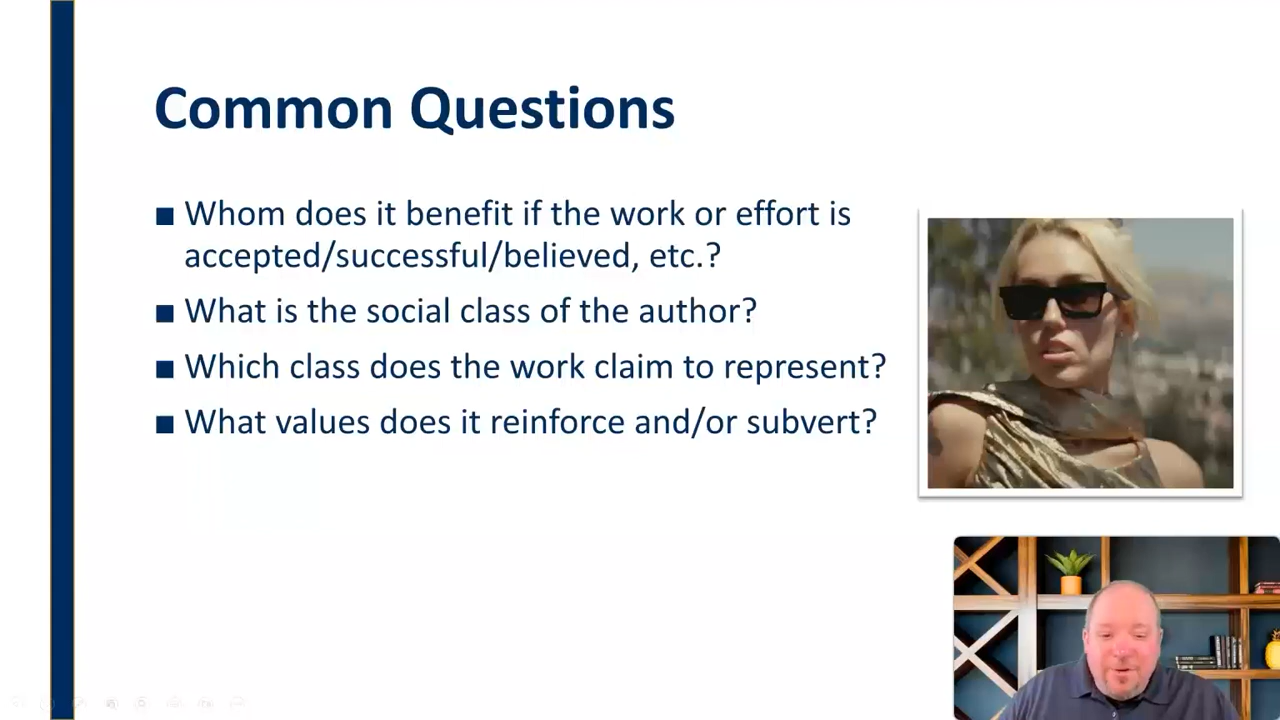 Common Questions
■ Whom does it benefit if the work or effort is
accepted/successful/believed, etc.?
■ What is the social class of the author?
■ Which class does the work claim to represent?
■ What values does it reinforce and/or subvert?